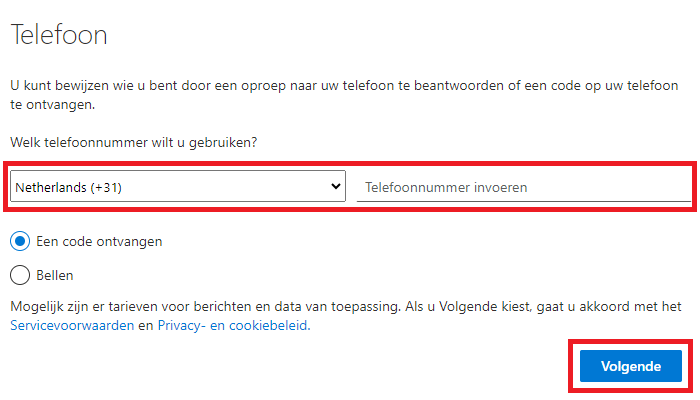 Telefoon
U kunt bewijzen wie u bent door een oproep naar uw telefoon te beantwoorden of een code op uw telefoon
te ontvangen.
Welk telefoonnummer wilt u gebruiken?
Netherlands (+31) Telefoonnummer invoeren
Een code ontvangen
Bellen
Mogelijk zijn er tarieven voor berichten en data van toepassing. Als u Volgende kiest, gaat u akkoord met het
Servicevoorwaarden en Privacy- en cookiebeleid.
Volgende